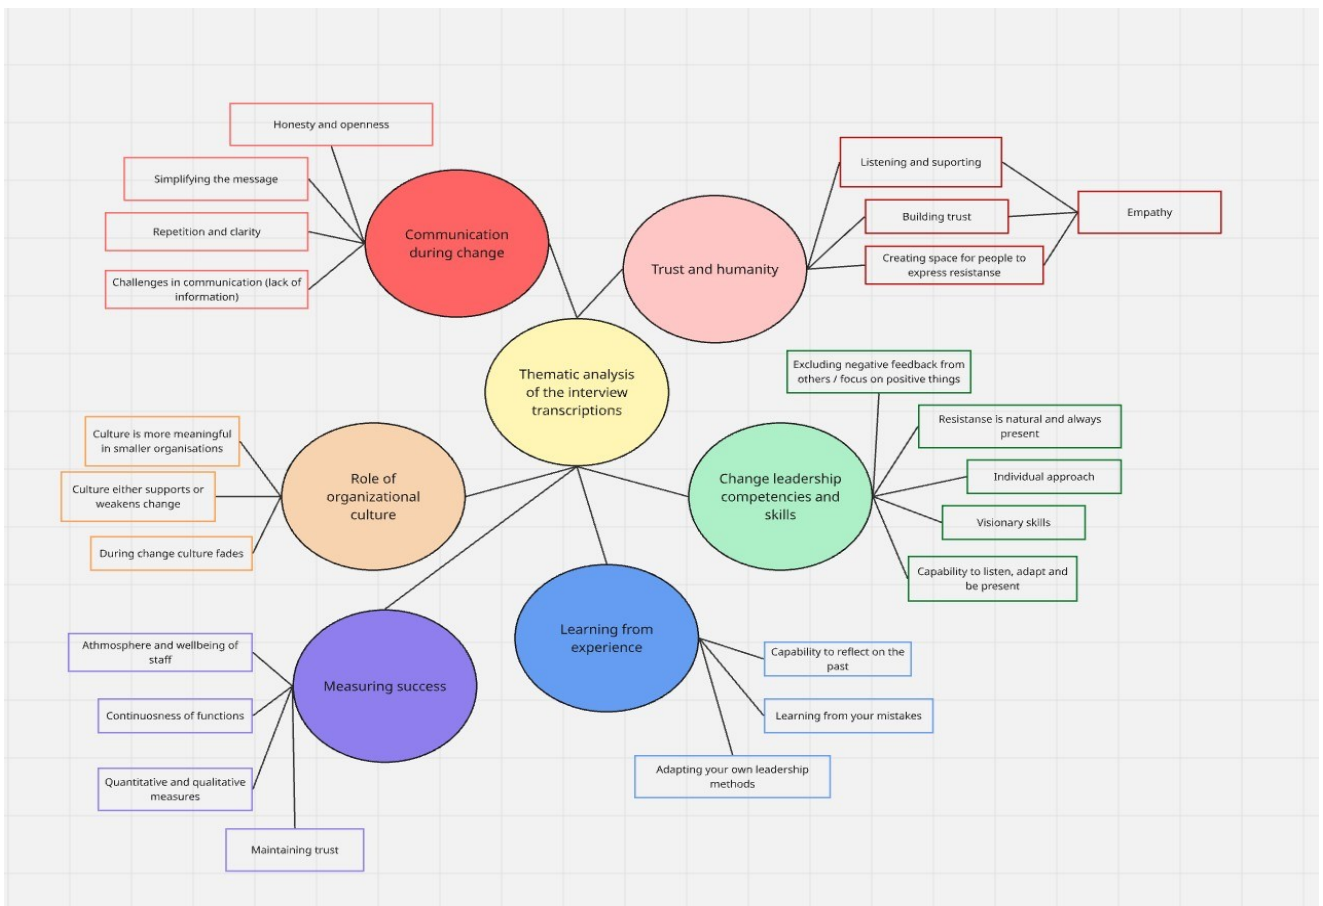 Honesty and openness
Simplifying the message
Repetition and clarity
Challenges in communication (lack of
information)
Communication
during change
Trust and humanity
Listening and suporting
Building trust
Creating space for people to
express resistanse
Empathy
Thematic analysis
of the interview
transcriptions
Culture is more meaningful
in smaller organisations
Culture either supports or
weakens change
During change culture fades
Role of
organizational
culture
Change leadership
competencies and
skills
Excluding negative feedback from
others / focus on positive things
Resistanse is natural and always
present
Individual approach
Visionary skills
Capability to listen, adapt and
be present
Athmosphere and wellbeing of
staff
Continuosness of functions
Quantitative and qualitative
measures
Maintaining trust
Measuring success
Learning from
experience
Capability to reflect on the
past
Learning from your mistakes
Adapting your own leadership
methods